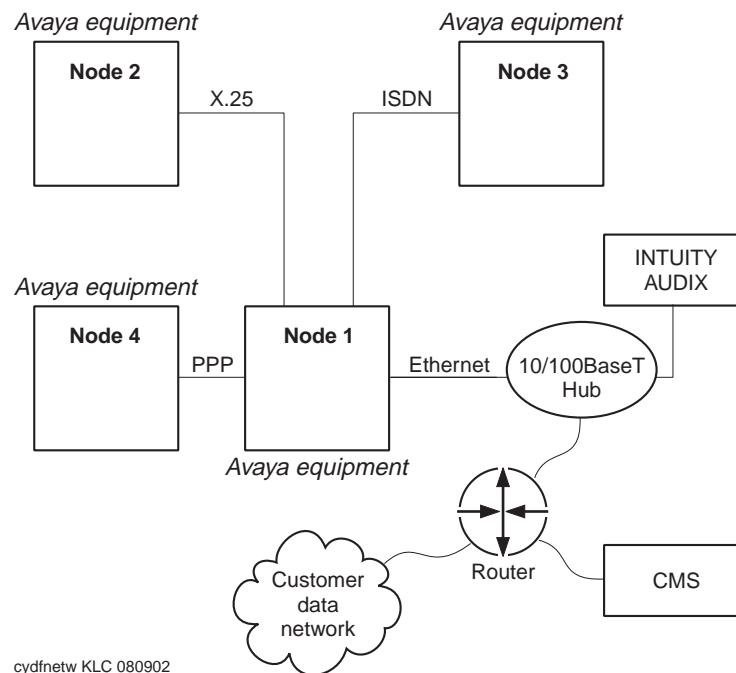 Avaya equipment
Node 2
X.25
Avaya equipment
Node 3
ISDN
INTUITY
AUDIX
Avaya equipment
Node 4
PPP
Node 1
Avaya equipment
Ethernet
10/100BaseT
Hub
Router
Customer
data
network
CMS
cydfnetw KLC 080902